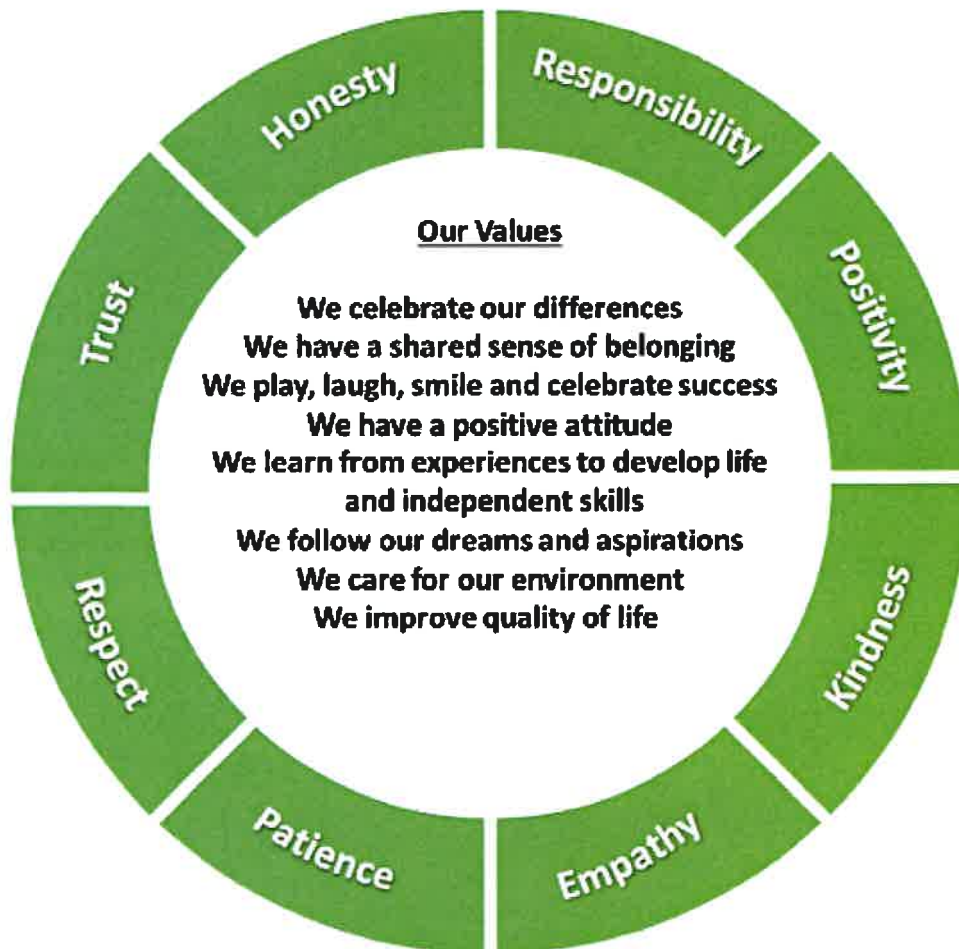 Honesty
Responsibility
Positivity
Kindness
Empathy
Patience
Respect
Trust
Our Values
We celebrate our differences
We have a shared sense of belonging
We play, laugh, smile and celebrate success
We have a positive attitude
We learn from experiences to develop life
and independent skills
We follow our dreams and aspirations
We care for our environment
We improve quality of life